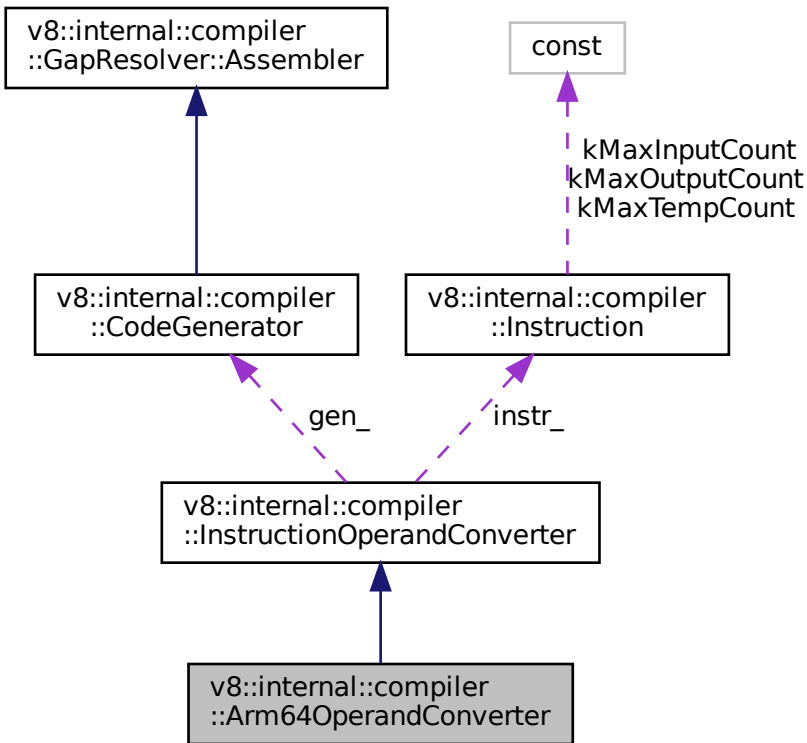 v8::internal::compiler
::GapResolver::Assembler
const
kMaxInputCount
kMaxOutputCount
kMaxTempCount
v8::internal::compiler
::CodeGenerator
v8::internal::compiler
::Instruction
gen_
instr_
v8::internal::compiler
::InstructionOperandConverter
v8::internal::compiler
::Arm64OperandConverter